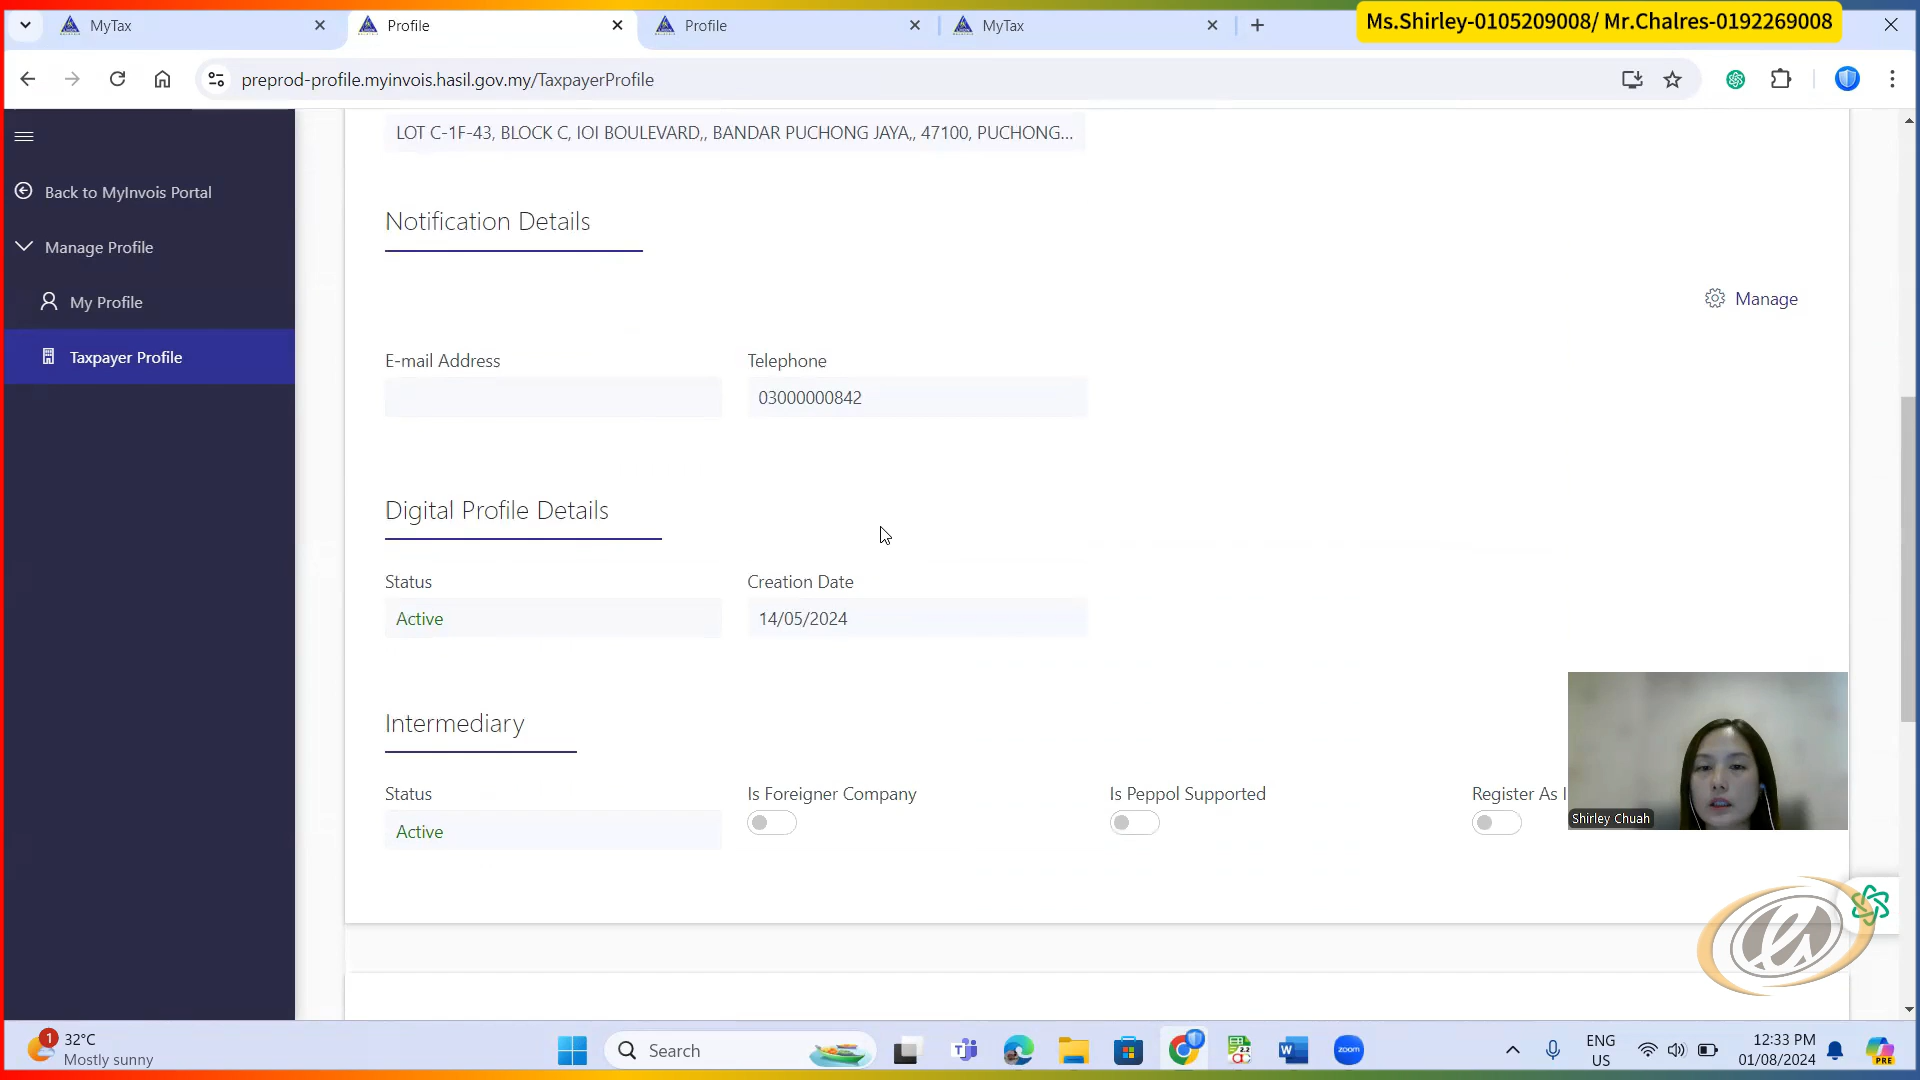 MyTax
Profile
Profile
MyTax
Ms.Shirley-0105209008/ Mr.Chalres-0192269008
preprod-profile.myinvois.hasil.gov.my/TaxpayerProfile
Back to MyInvois Portal
Manage Profile
My Profile
Taxpayer Profile
LOT C-1F-43, BLOCK C, IOI BOULEVARD,, BANDAR PUCHONG JAYA,, 47100, PUCHONG...
Notification Details
Manage
E-mail Address
Telephone
03000000842
Digital Profile Details
Status
Creation Date
Active
14/05/2024
Intermediary
Status
Is Foreigner Company
Is Peppol Supported
Register As I
Active
Shirley Chuah
1
32°C
Mostly sunny
Search
zoom
ENG
US
12:33 PM
01/08/2024
PRE